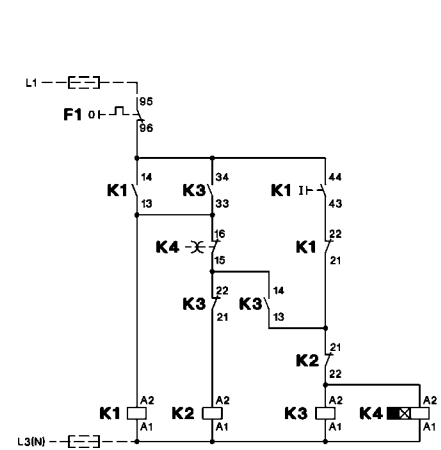 L1
F1 0 95
96
K1 14 K3 34 K1 I 44
13 33 43
K4 16 K1 22
15 21
K3 22 K3 14
21 13
K2 21
22
K1 A2 K2 A2 K3 A2 K4 A2
A1 A1 A1 A1
L3(N)